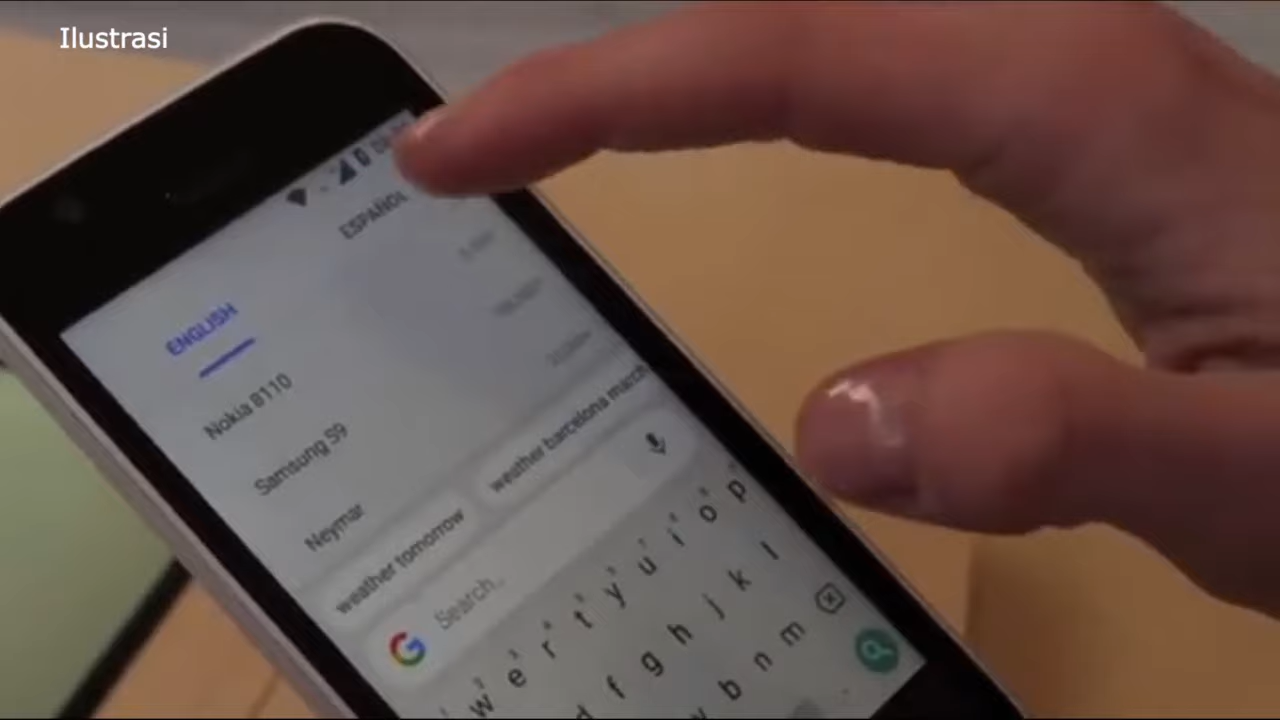 Ilustrasi
ESPAÑOL
ENGLISH
Nokia 8110
Samsung S9
Neymar
weather tomorrow
weather barcelona march
G Search...
w e r t y u i o p
d f g h j k l
v b n m